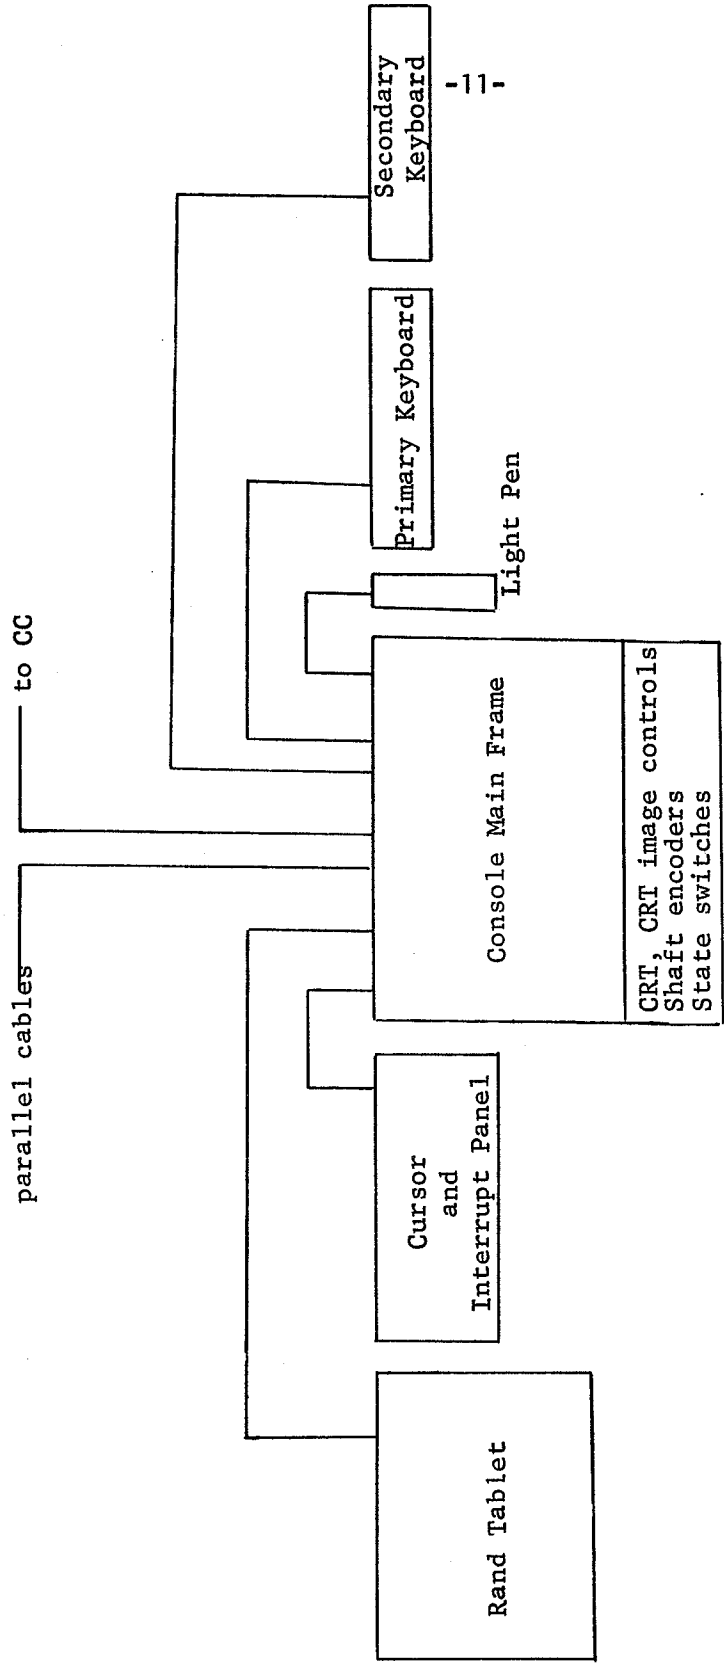 -11-
parallel cables
to CC
Rand Tablet
Cursor
and
Interrupt Panel
Console Main Frame
CRT, CRT image controls
Shaft encoders
State switches
Light Pen
Primary Keyboard
Secondary
Keyboard